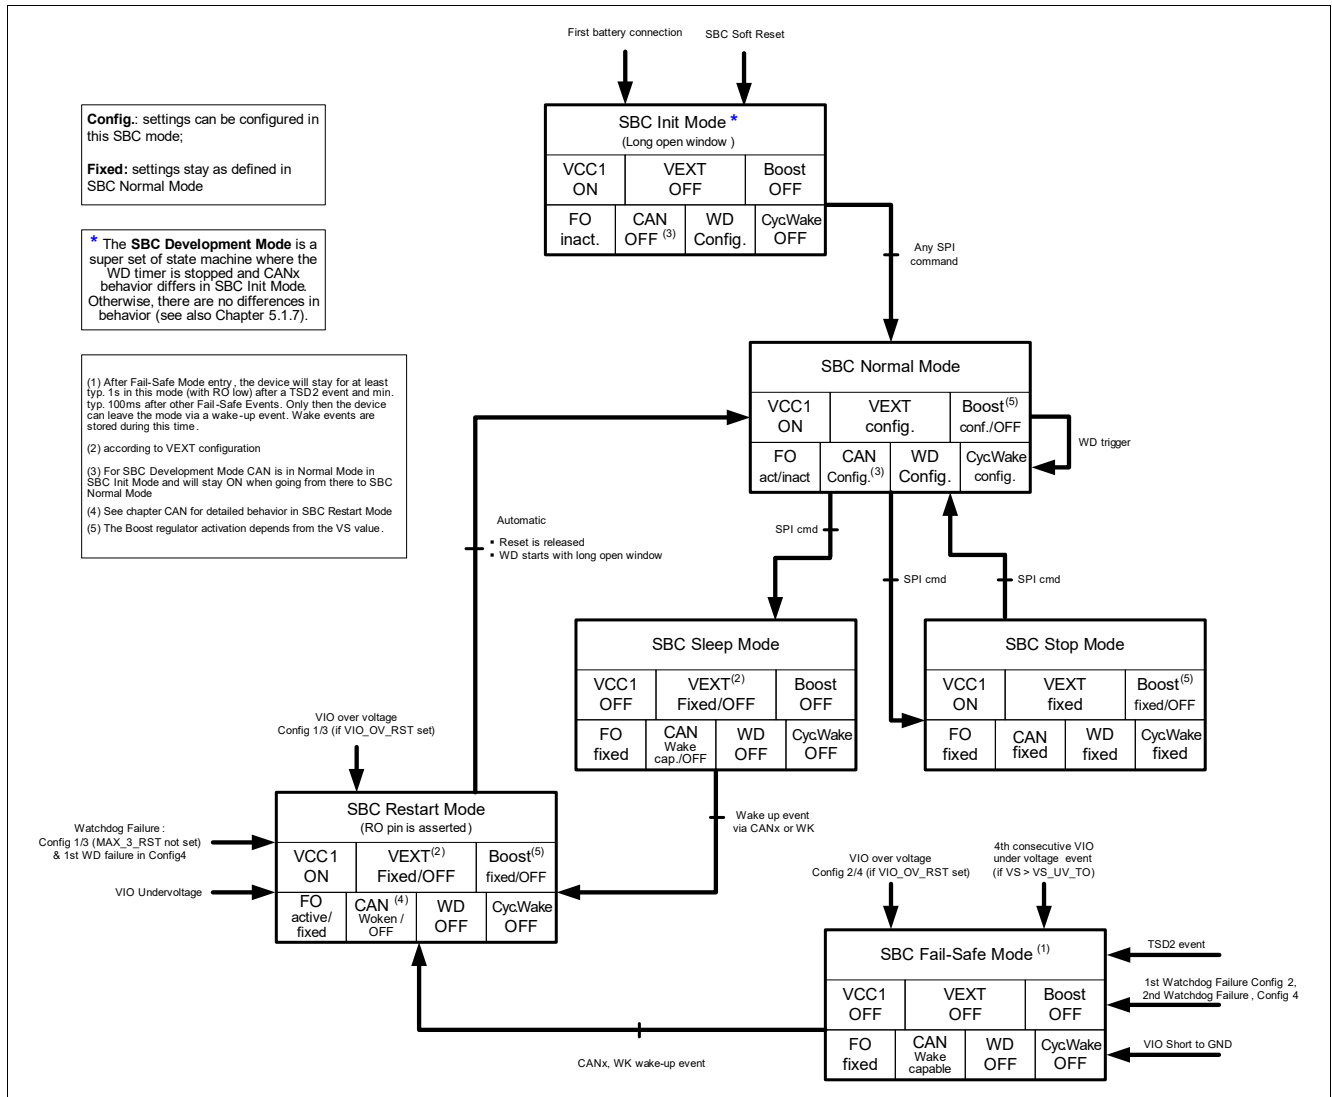 First battery connection
SBC Soft Reset
Config.: settings can be configured in
this SBC mode;
Fixed: settings stay as defined in
SBC Normal Mode
* The SBC Development Mode is a
super set of state machine where the
WD timer is stopped and CANx
behavior differs in SBC Init Mode.
Otherwise, there are no differences in
behavior (see also Chapter 5.1.7).
(1) After Fail-Safe Mode entry, the device will stay for at least
typ. 1s in this mode (with RO low) after a TSD2 event and min.
typ. 100ms after other Fail-Safe Events. Only then the device
can leave the mode via a wake-up event. Wake events are
stored during this time.
(2) according to VEXT configuration
(3) For SBC Development Mode CAN is in Normal Mode in
SBC Init Mode and will stay ON when going from there to SBC
Normal Mode
(4) See chapter CAN for detailed behavior in SBC Restart Mode
(5) The Boost regulator activation depends from the VS value.
SBC Init Mode *
(Long open window )
VCC1
ON
VEXT
OFF
Boost
OFF
FO
inact.
CAN
OFF (3)
WD
Config.
Cyc.Wake
OFF
Any SPI
command
SBC Normal Mode
VCC1
ON
VEXT
config.
Boost(5)
conf./OFF
FO
act/inact
CAN
Config.(3)
WD
Config.
Cyc.Wake
config.
WD trigger
Automatic
▪ Reset is released
▪ WD starts with long open window
SPI cmd
SPI cmd
SPI cmd
SBC Sleep Mode
VCC1
OFF
VEXT(2)
Fixed/OFF
Boost
OFF
FO
fixed
CAN
Wake
cap./OFF
WD
OFF
Cyc.Wake
OFF
SBC Stop Mode
VCC1
ON
VEXT
fixed
Boost(5)
fixed/OFF
FO
fixed
CAN
fixed
WD
fixed
Cyc.Wake
fixed
VIO over voltage
Config 1/3 (if VIO_OV_RST set)
Watchdog Failure :
Config 1/3 (MAX_3_RST not set)
& 1st WD failure in Config4
VIO Undervoltage
SBC Restart Mode
(RO pin is asserted )
VCC1
ON
VEXT(2)
Fixed/OFF
Boost(5)
fixed/OFF
FO
active/
fixed
CAN (4)
Woken /
OFF
WD
OFF
Cyc.Wake
OFF
Wake up event
via CANx or WK
VIO over voltage
Config 2/4 (if VIO_OV_RST set)
4th consecutive VIO
under voltage event
(if VS > VS_UV_TO)
SBC Fail-Safe Mode (1)
VCC1
OFF
VEXT
OFF
Boost
OFF
FO
fixed
CAN
Wake
capable
WD
OFF
Cyc.Wake
OFF
TSD2 event
1st Watchdog Failure Config 2,
2nd Watchdog Failure , Config 4
VIO Short to GND
CANx, WK wake-up event